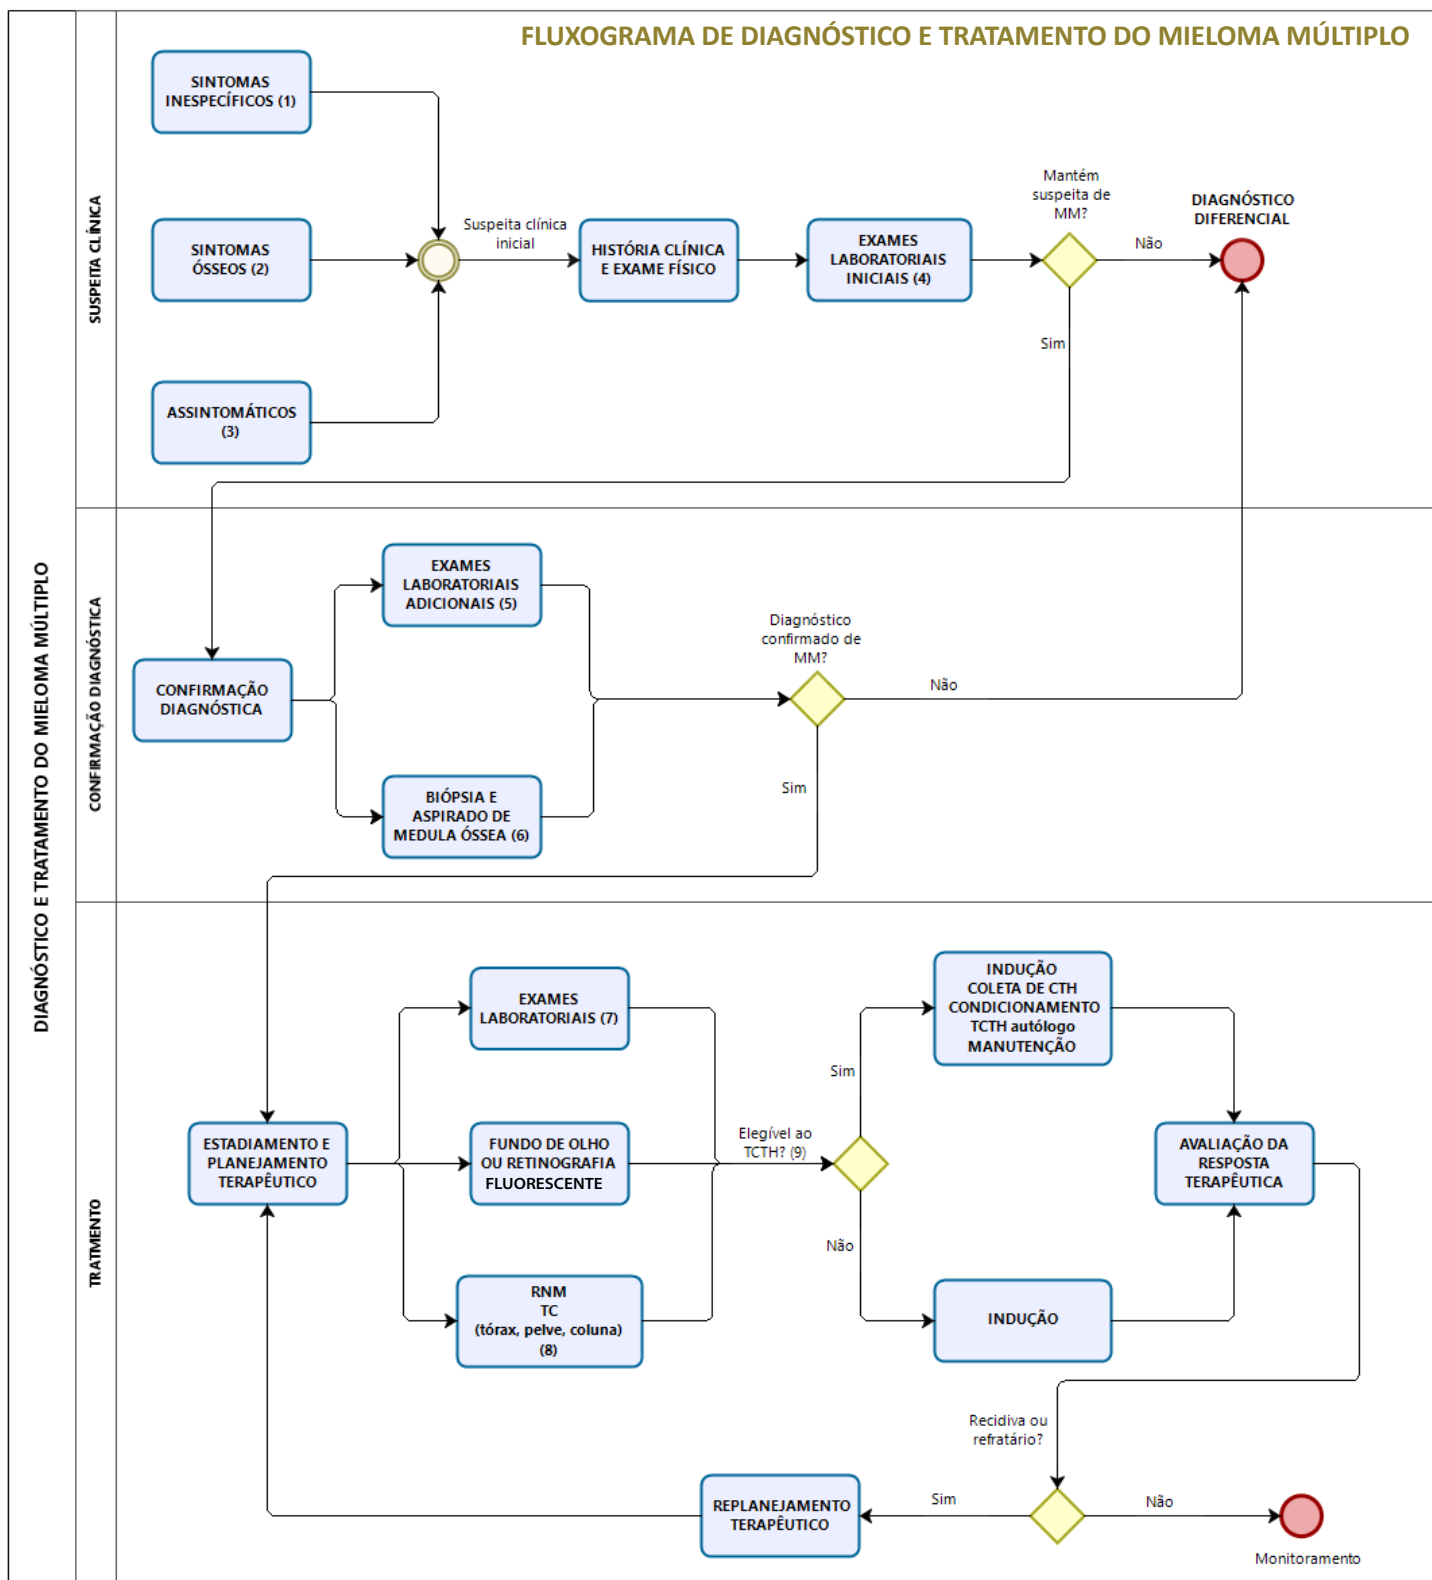 FLUXOGRAMA DE DIAGNÓSTICO E TRATAMENTO DO MIELOMA MÚLTIPLO
DIAGNÓSTICO E TRATAMENTO DO MIELOMA MÚLTIPLO
SUSPEITA CLÍNICA
SINTOMAS
INESPECÍFICOS (1)
SINTOMAS
ÓSSEOS (2)
ASSINTOMÁTICOS
(3)
Suspeita clínica
inicial
HISTÓRIA CLÍNICA
E EXAME FÍSICO
EXAMES
LABORATORIAIS
INICIAIS (4)
Mantém
suspeita de
MM?
Não
Sim
DIAGNÓSTICO
DIFERENCIAL
CONFIRMAÇÃO DIAGNÓSTICA
CONFIRMAÇÃO
DIAGNÓSTICA
EXAMES
LABORATORIAIS
ADICIONAIS (5)
BIÓPSIA E
ASPIRADO DE
MEDULA ÓSSEA (6)
Diagnóstico
confirmado de
MM?
Não
Sim
TRATMENTO
ESTADIAMENTO E
PLANEJAMENTO
TERAPÊUTICO
EXAMES
LABORATORIAIS (7)
FUNDO DE OLHO
OU RETINOGRAFIA
FLUORESCENTE
RNM
TC
(tórax, pelve, coluna)
(8)
Elegível ao
TCTH? (9)
Sim
Não
INDUÇÃO
COLETA DE CTH
CONDICIONAMENTO
TCTH autólogo
MANUTENÇÃO
INDUÇÃO
AVALIAÇÃO DA
RESPOSTA
TERAPÊUTICA
Recidiva ou
refratário?
Sim
Não
REPLANEJAMENTO
TERAPÊUTICO
Monitoramento